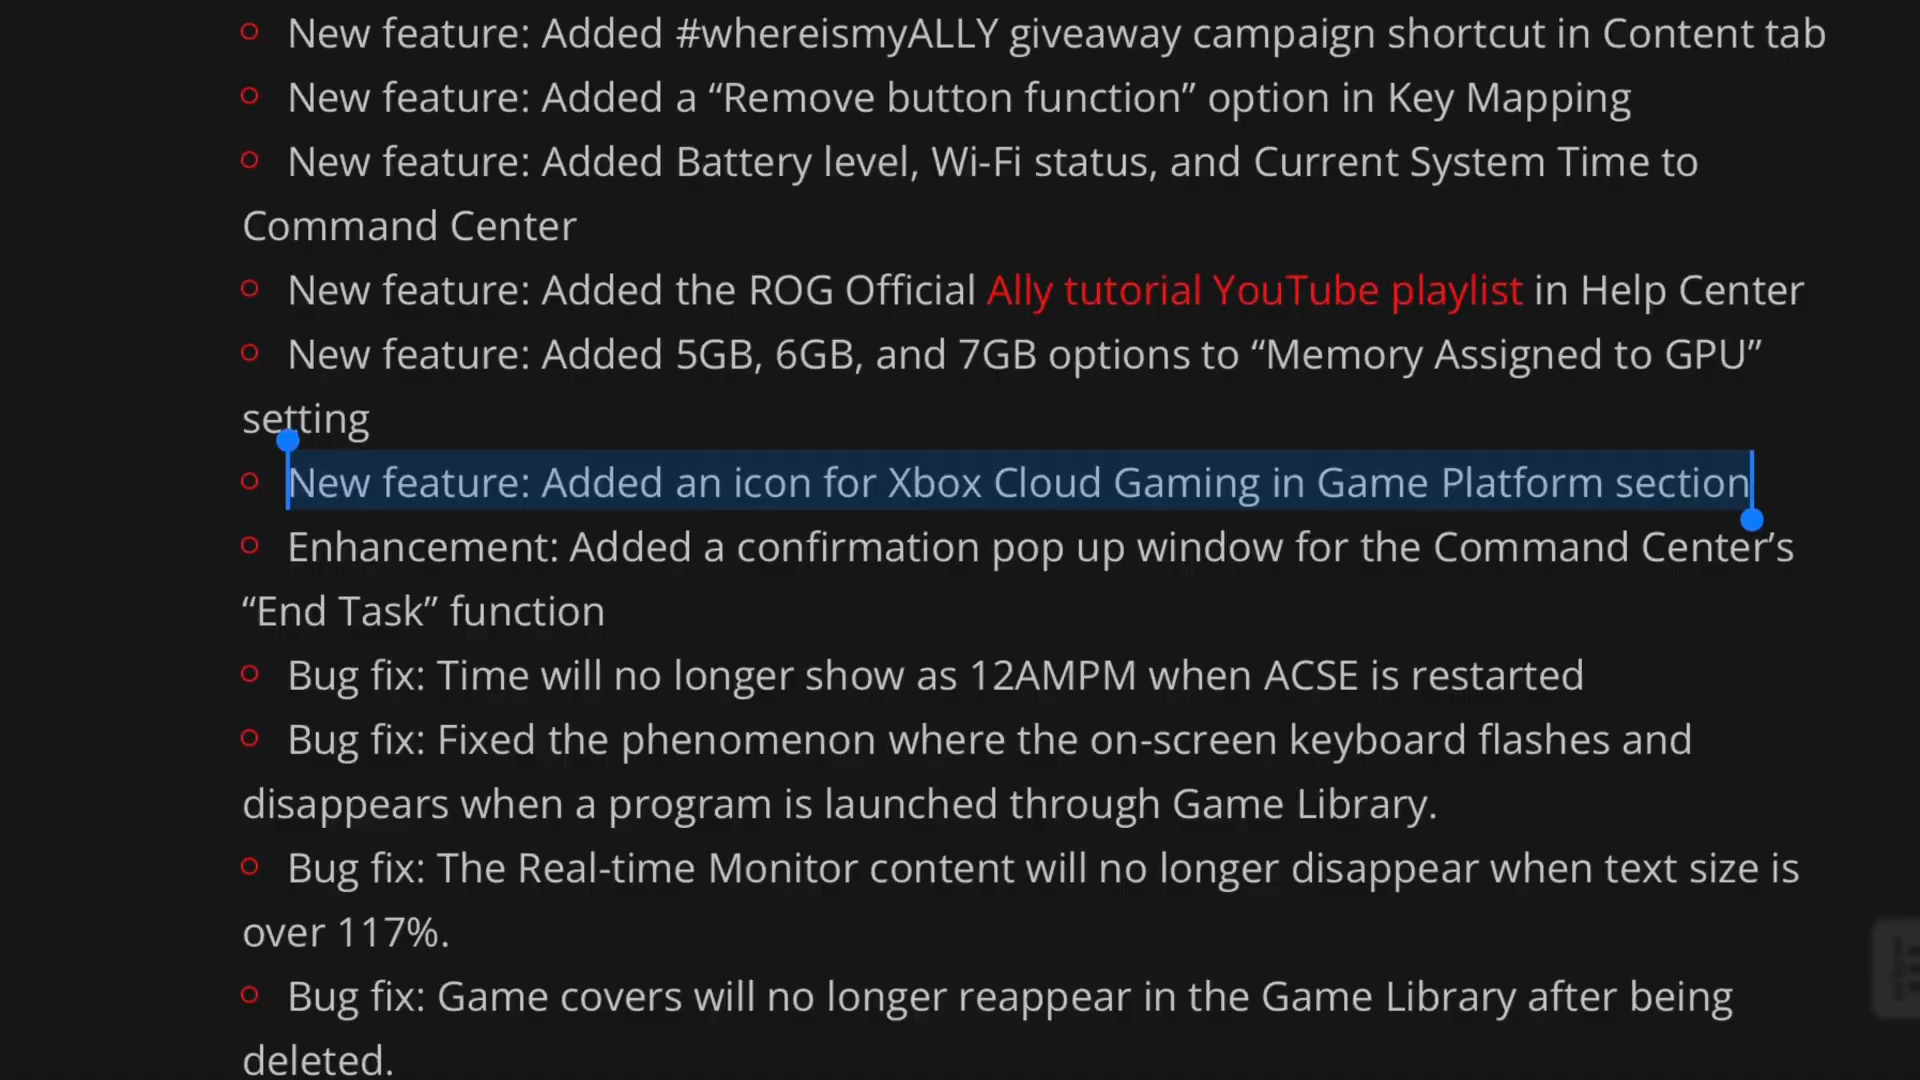 New feature: Added #whereismyALLY giveaway campaign shortcut in Content tab
New feature: Added a “Remove button function” option in Key Mapping
New feature: Added Battery level, Wi-Fi status, and Current System Time to
Command Center
New feature: Added the ROG Official Ally tutorial YouTube playlist in Help Center
New feature: Added 5GB, 6GB, and 7GB options to “Memory Assigned to GPU”
setting
New feature: Added an icon for Xbox Cloud Gaming in Game Platform section
Enhancement: Added a confirmation pop up window for the Command Center’s
“End Task” function
Bug fix: Time will no longer show as 12AMPM when ACSE is restarted
Bug fix: Fixed the phenomenon where the on-screen keyboard flashes and
disappears when a program is launched through Game Library.
Bug fix: The Real-time Monitor content will no longer disappear when text size is
over 117%.
Bug fix: Game covers will no longer reappear in the Game Library after being
deleted.